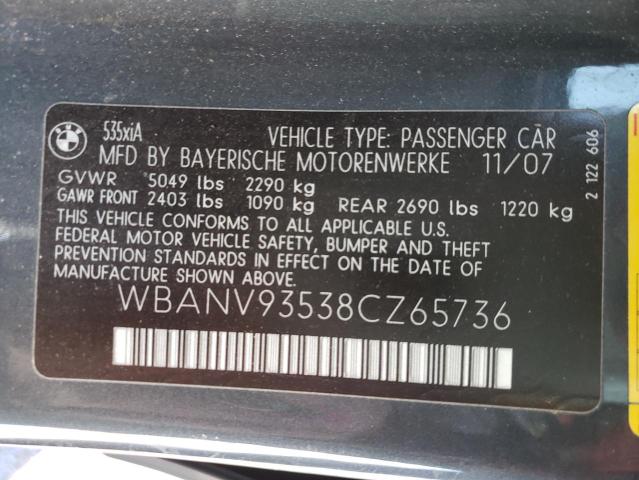 BMW
535xiA VEHICLE TYPE: PASSENGER CAR
MFD BY BAYERISCHE MOTORENWERKE 11/07
GVWR 5049 lbs 2290 kg
GAWR FRONT 2403 lbs 1090 kg REAR 2690 lbs 1220 kg
THIS VEHICLE CONFORMS TO ALL APPLICABLE U.S.
FEDERAL MOTOR VEHICLE SAFETY, BUMPER AND THEFT
PREVENTION STANDARDS IN EFFECT ON THE DATE OF
MANUFACTURE SHOWN ABOVE.
WBANV93538CZ65736
2 122 606